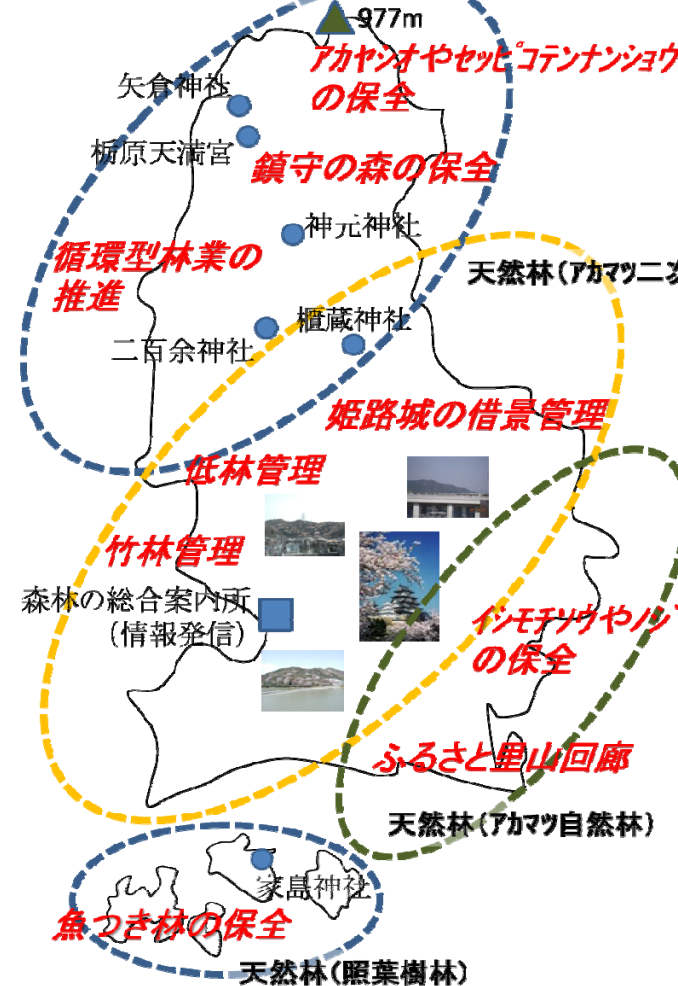 977m
アカヤシオやセッピコテンナンショウ
の保全
矢倉神社
栃原天満宮
鎮守の森の保全
神元神社
循環型林業の
推進
天然林(アカマツ二次
櫃蔵神社
二百余神社
姫路城の借景管理
低林管理
竹林管理
森林の総合案内所
(情報発信)
イシモチソウやノジ
の保全
ふるさと里山回廊
天然林(アカマツ自然林)
家島神社
魚つき林の保全
天然林(照葉樹林)